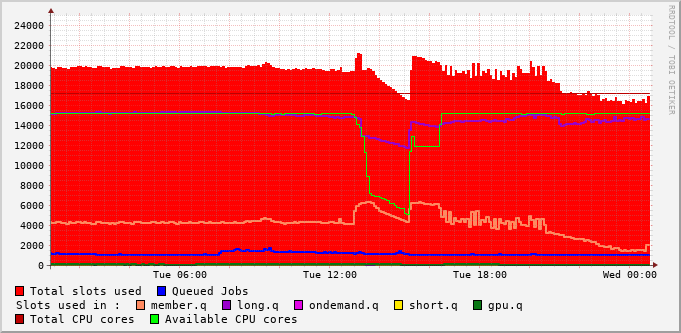 RRDTOOL / TOBI OETIKER
24000
22000
20000
18000
16000
14000
12000
10000
8000
6000
4000
2000
0
Tue 06:00 Tue 12:00 Tue 18:00 Wed 00:00
Total slots used Queued Jobs
Slots used in : member.q long.q ondemand.q short.q gpu.q
Total CPU cores Available CPU cores